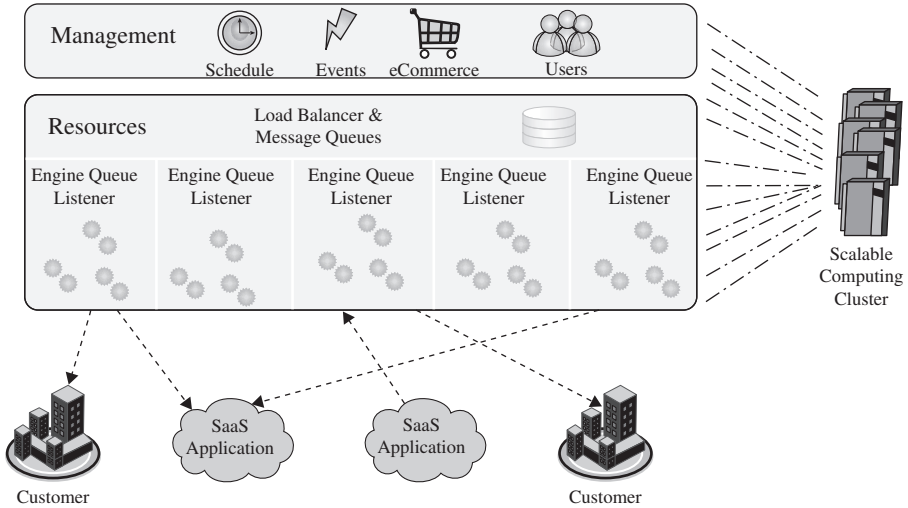 Management
Schedule
Events
eCommerce
Users
Resources
Load Balancer &
Message Queues
Engine Queue
Listener
Engine Queue
Listener
Engine Queue
Listener
Engine Queue
Listener
Engine Queue
Listener
Scalable
Computing
Cluster
SaaS
Application
SaaS
Application
Customer
Customer